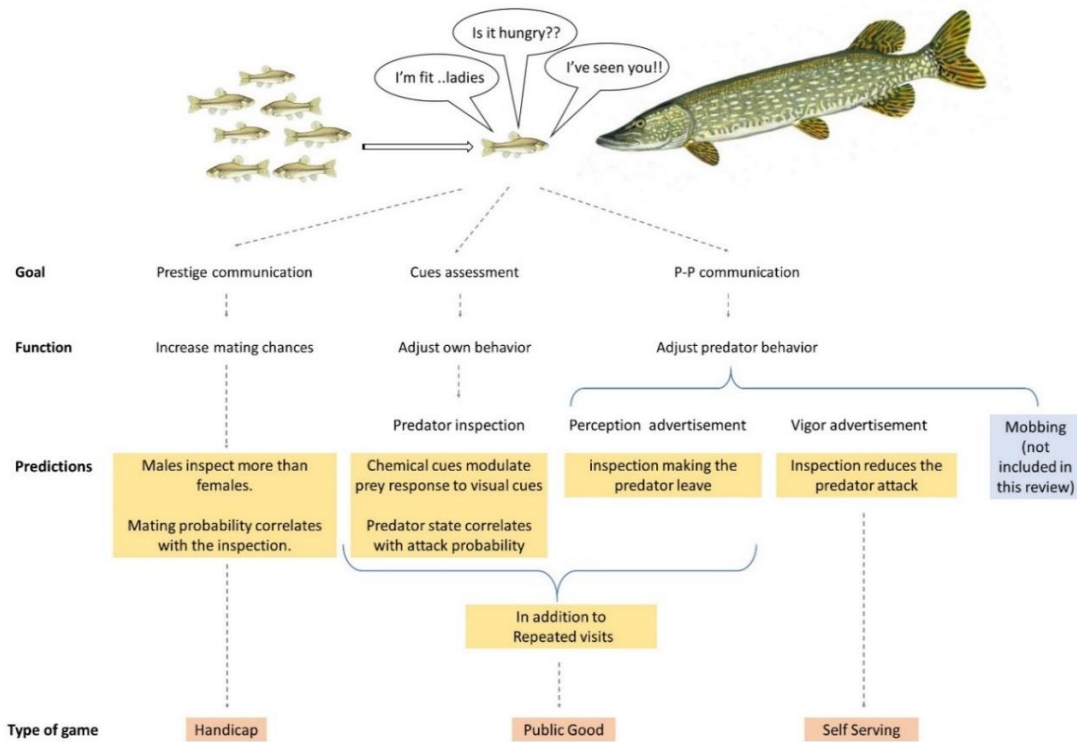 Is it hungry??
I'm fit ..ladies
I've seen you!!
Goal
Prestige communication
Cues assessment
P-P communication
Function
Increase mating chances
Adjust own behavior
Adjust predator behavior
Predator inspection
Perception advertisement
Vigor advertisement
Mobbing
(not
included in
this review)
Predictions
Males inspect more than
females.
Mating probability correlates
with the inspection.
Chemical cues modulate
prey response to visual cues
Predator state correlates
with attack probability
inspection making the
predator leave
Inspection reduces the
predator attack
In addition to
Repeated visits
Type of game
Handicap
Public Good
Self Serving